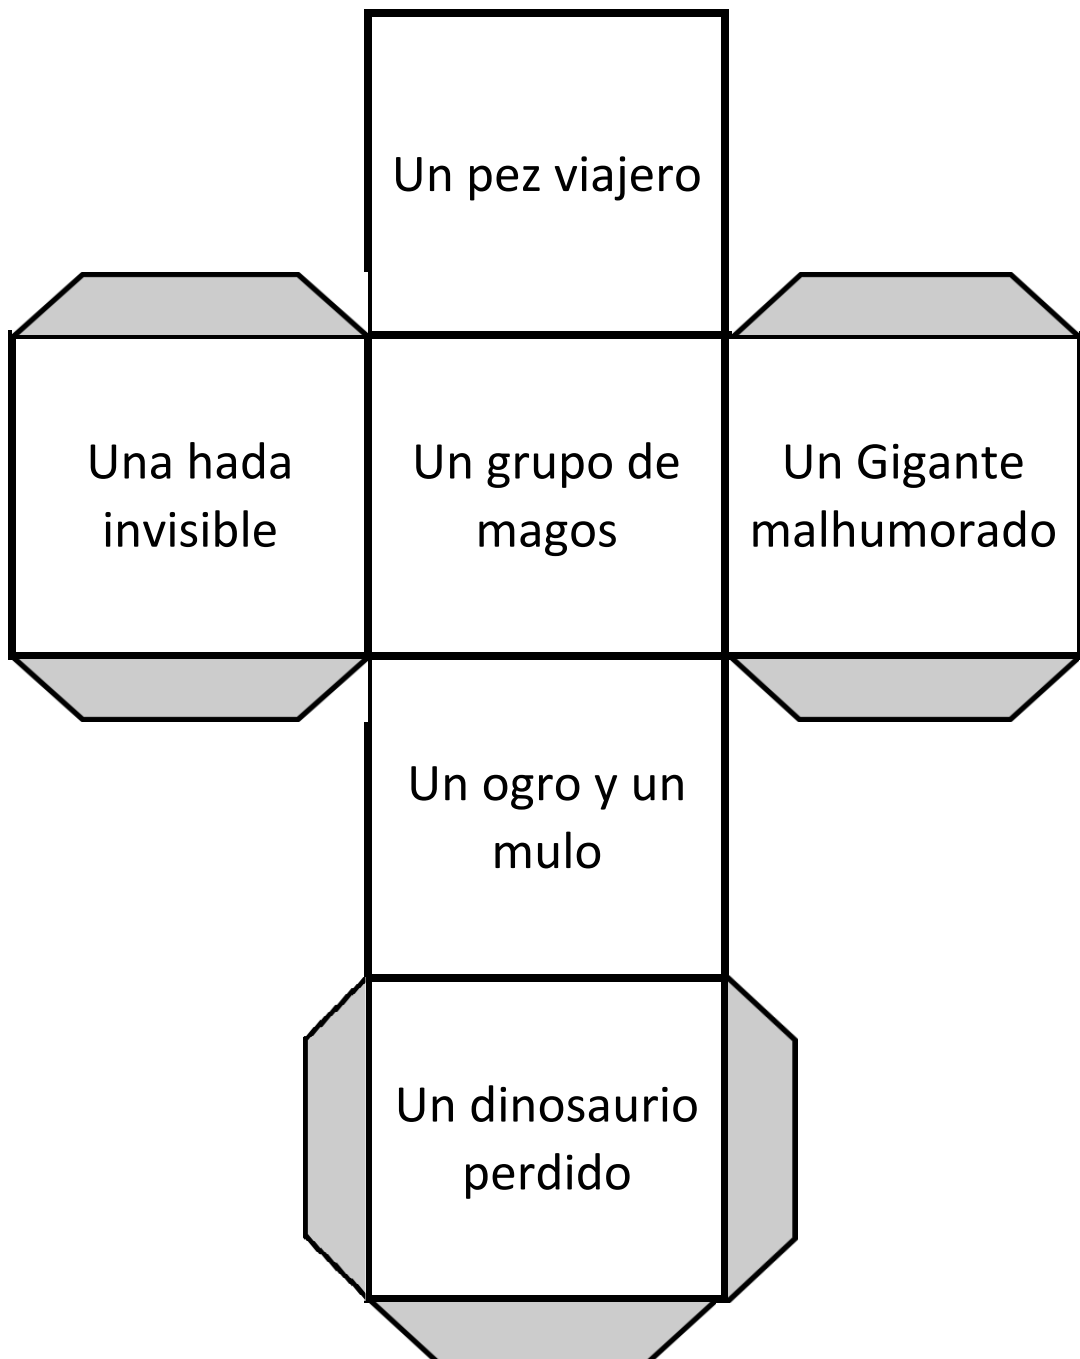 Un pez viajero
Una hada
invisible
Un grupo de
magos
Un Gigante
malhumorado
Un ogro y un
mulo
Un dinosaurio
perdido